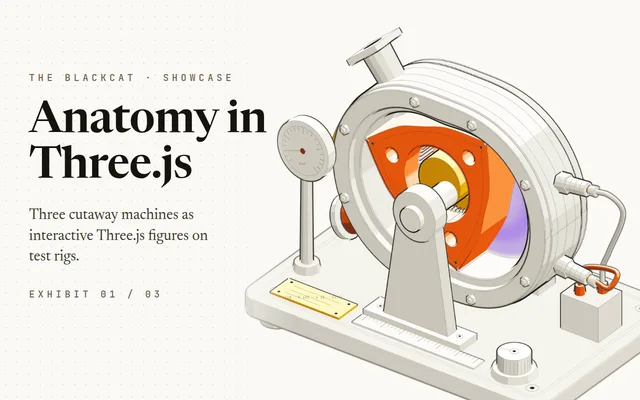 THE BLACKCAT · SHOWCASE
Anatomy in
Three.js
Three cutaway machines as
interactive Three.js figures on
test rigs.
EXHIBIT 01 / 03